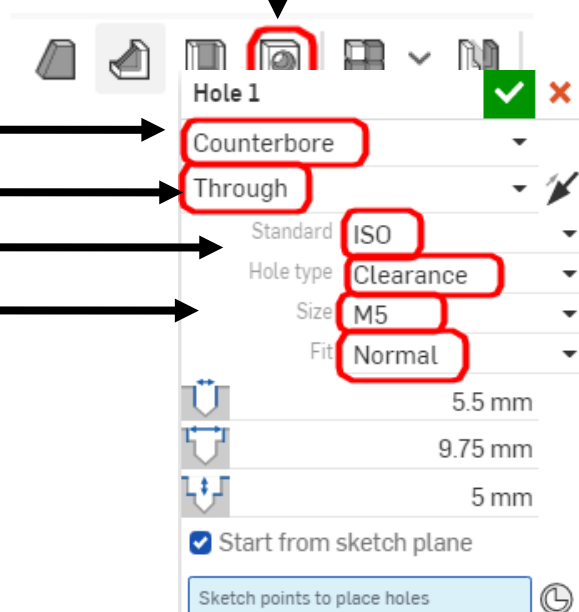 Hole 1
Counterbore
Through
Standard ISO
Hole type Clearance
Size M5
Fit Normal
5.5 mm
9.75 mm
5 mm
Start from sketch plane
Sketch points to place holes